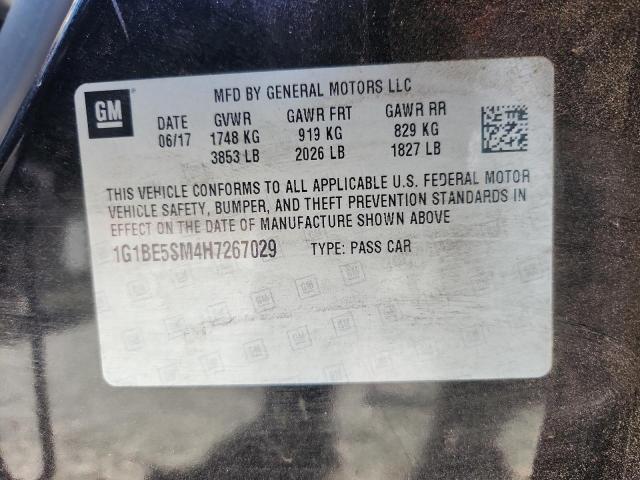 GM
MFD BY GENERAL MOTORS LLC
DATE GVWR GAWR FRT GAWR RR
06/17 1748 KG 919 KG 829 KG
3853 LB 2026 LB 1827 LB
THIS VEHICLE CONFORMS TO ALL APPLICABLE U.S. FEDERAL MOTOR
VEHICLE SAFETY, BUMPER, AND THEFT PREVENTION STANDARDS IN
EFFECT ON THE DATE OF MANUFACTURE SHOWN ABOVE
1G1BE5SM4H7267029 TYPE: PASS CAR